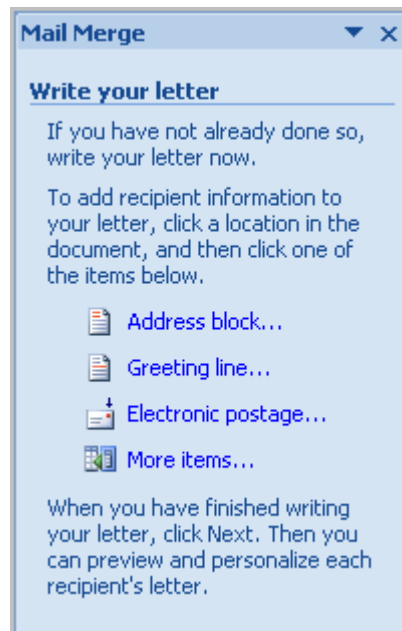 Mail Merge
Write your letter
If you have not already done so,
write your letter now.
To add recipient information to
your letter, click a location in the
document, and then click one of
the items below.
Address block...
Greeting line...
Electronic postage...
More items...
When you have finished writing
your letter, click Next. Then you
can preview and personalize each
recipient's letter.